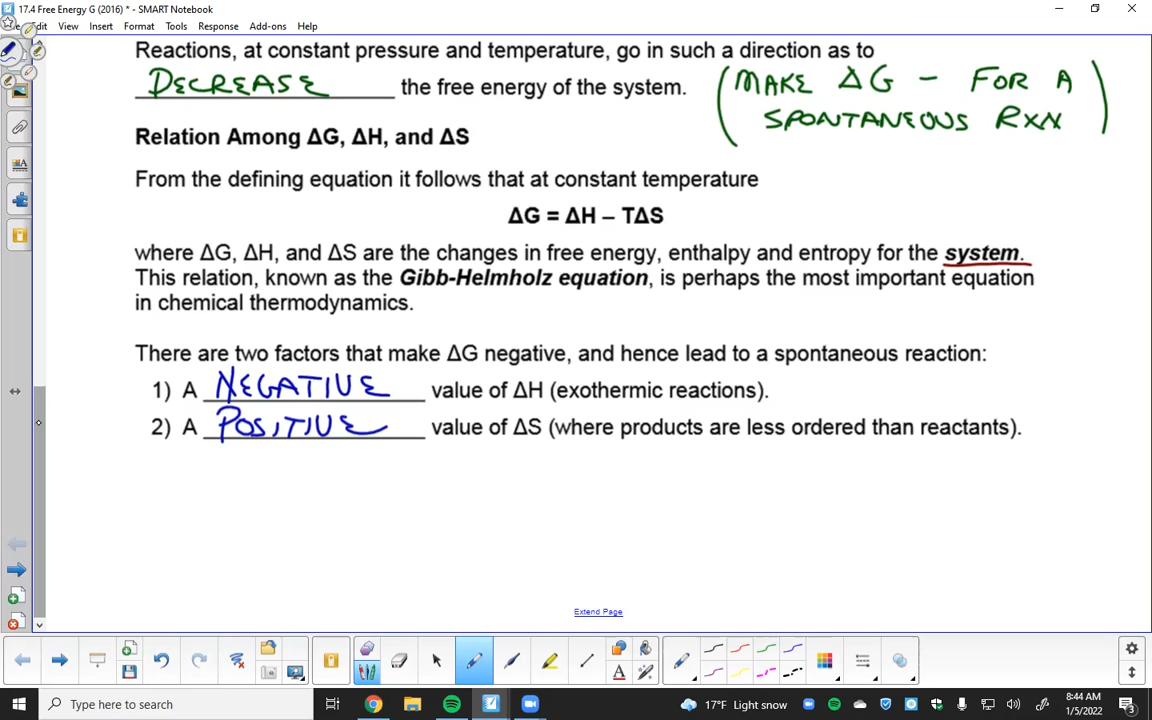 17.4 Free Energy G (2016) * - SMART Notebook
Edit View Insert Format Tools Response Add-ons Help
Reactions, at constant pressure and temperature, go in such a direction as to
DECREASE the free energy of the system.
(MAKE ΔG - FOR A
SPONTANEOUS RXN)
Relation Among ΔG, ΔH, and ΔS
From the defining equation it follows that at constant temperature
ΔG = ΔH – TΔS
where ΔG, ΔH, and ΔS are the changes in free energy, enthalpy and entropy for the system.
This relation, known as the Gibb-Helmholz equation, is perhaps the most important equation
in chemical thermodynamics.
There are two factors that make ΔG negative, and hence lead to a spontaneous reaction:
1) A NEGATIVE value of ΔH (exothermic reactions).
2) A POSITIVE value of ΔS (where products are less ordered than reactants).
Extend Page
Type here to search
17°F Light snow
8:44 AM
1/5/2022
3